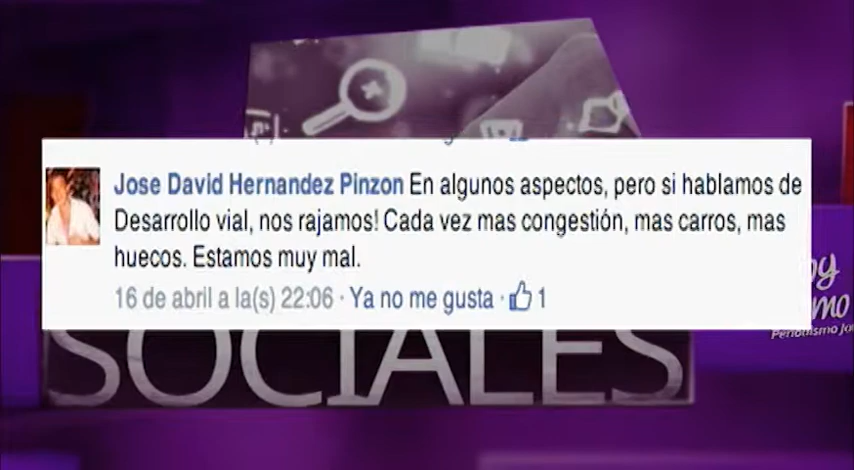 Jose David Hernandez Pinzon En algunos aspectos, pero si hablamos de
Desarrollo vial, nos rajamos! Cada vez mas congestión, mas carros, mas
huecos. Estamos muy mal.
16 de abril a la(s) 22:06 · Ya no me gusta · 1
SOCIALES